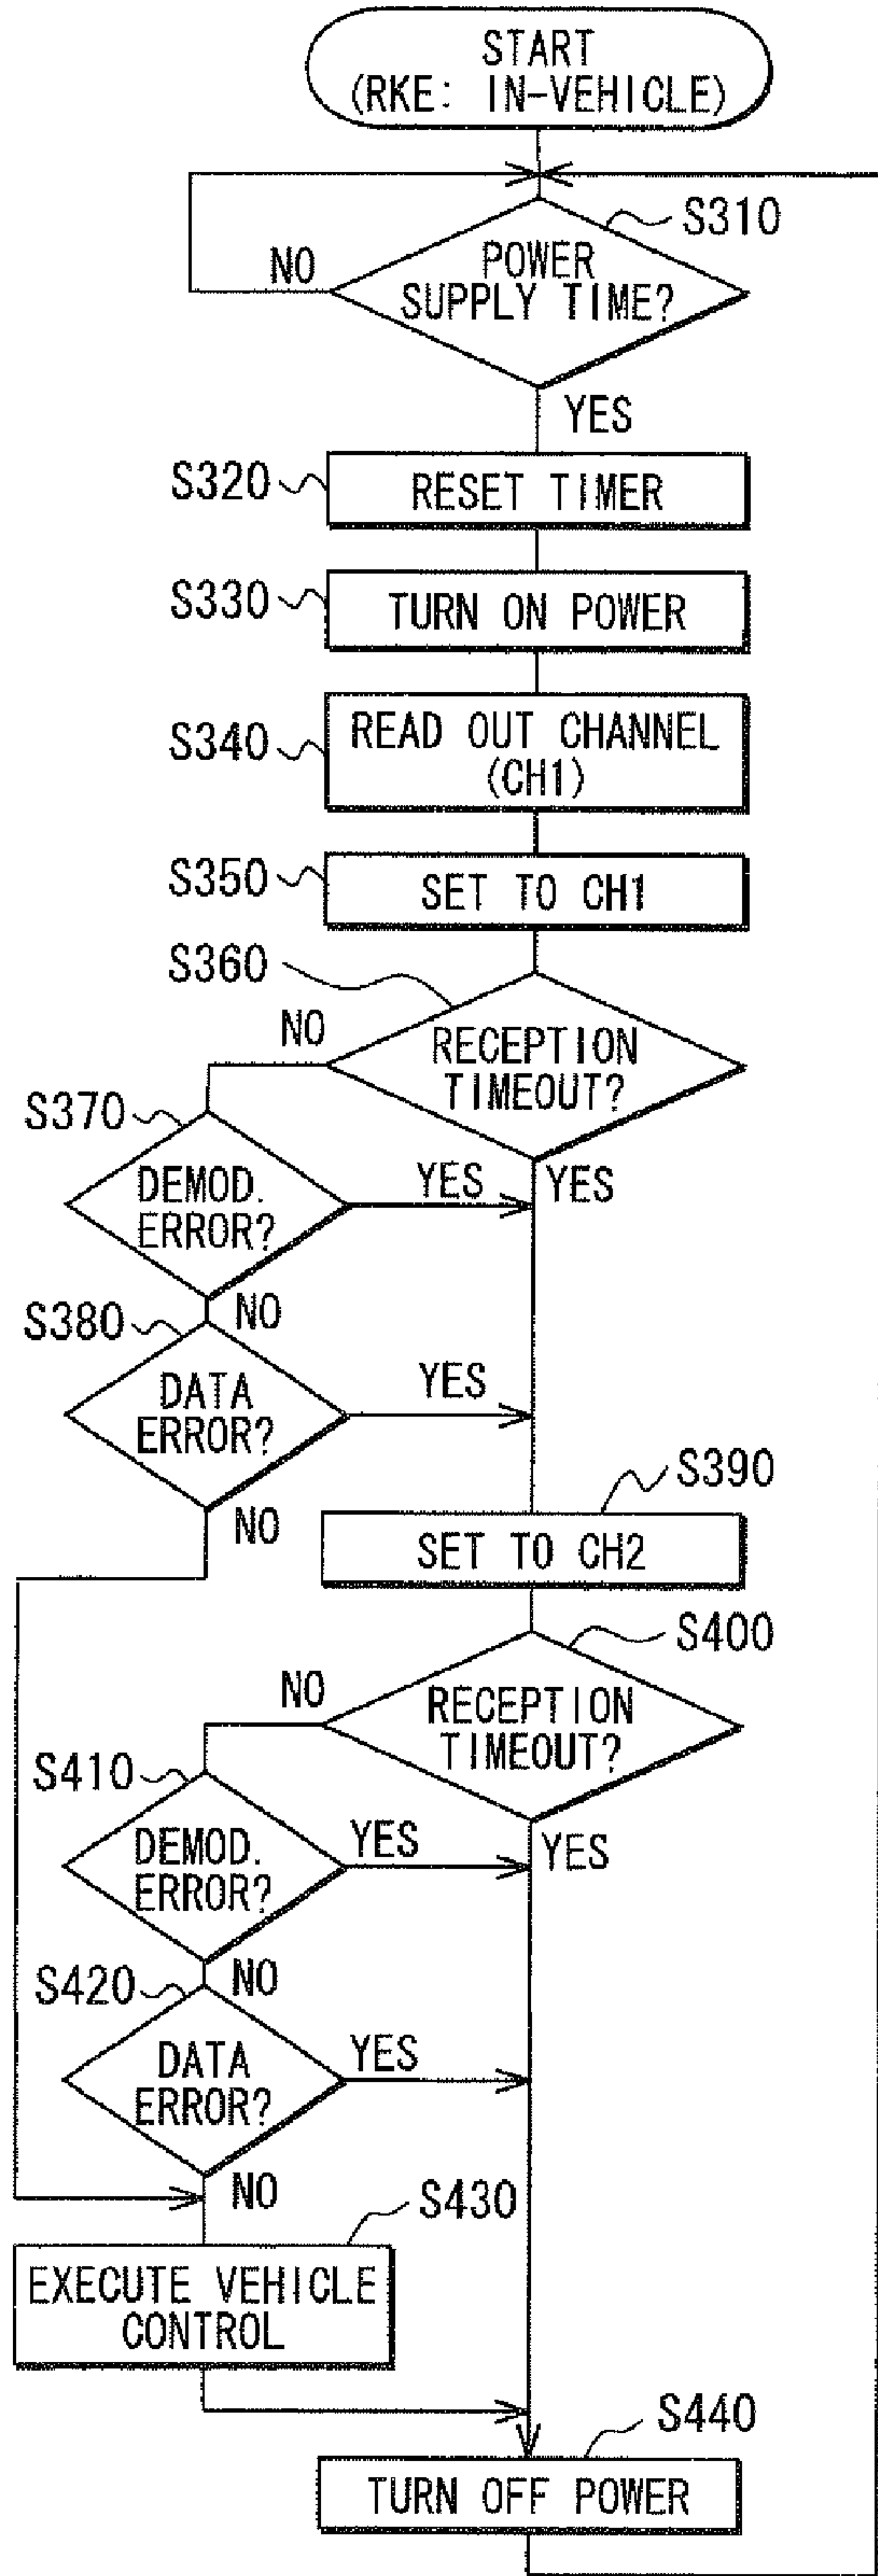 START
(RKE: IN-VEHICLE)
S310
NO
POWER
SUPPLY TIME?
YES
S320
RESET TIMER
S330
TURN ON POWER
S340
READ OUT CHANNEL
(CH1)
S350
SET TO CH1
S360
NO
RECEPTION
TIMEOUT?
S370
DEMOD.
ERROR?
YES
YES
NO
S380
DATA
ERROR?
YES
NO
S390
SET TO CH2
S400
NO
RECEPTION
TIMEOUT?
S410
DEMOD.
ERROR?
YES
YES
NO
S420
DATA
ERROR?
YES
NO
S430
EXECUTE VEHICLE
CONTROL
S440
TURN OFF POWER